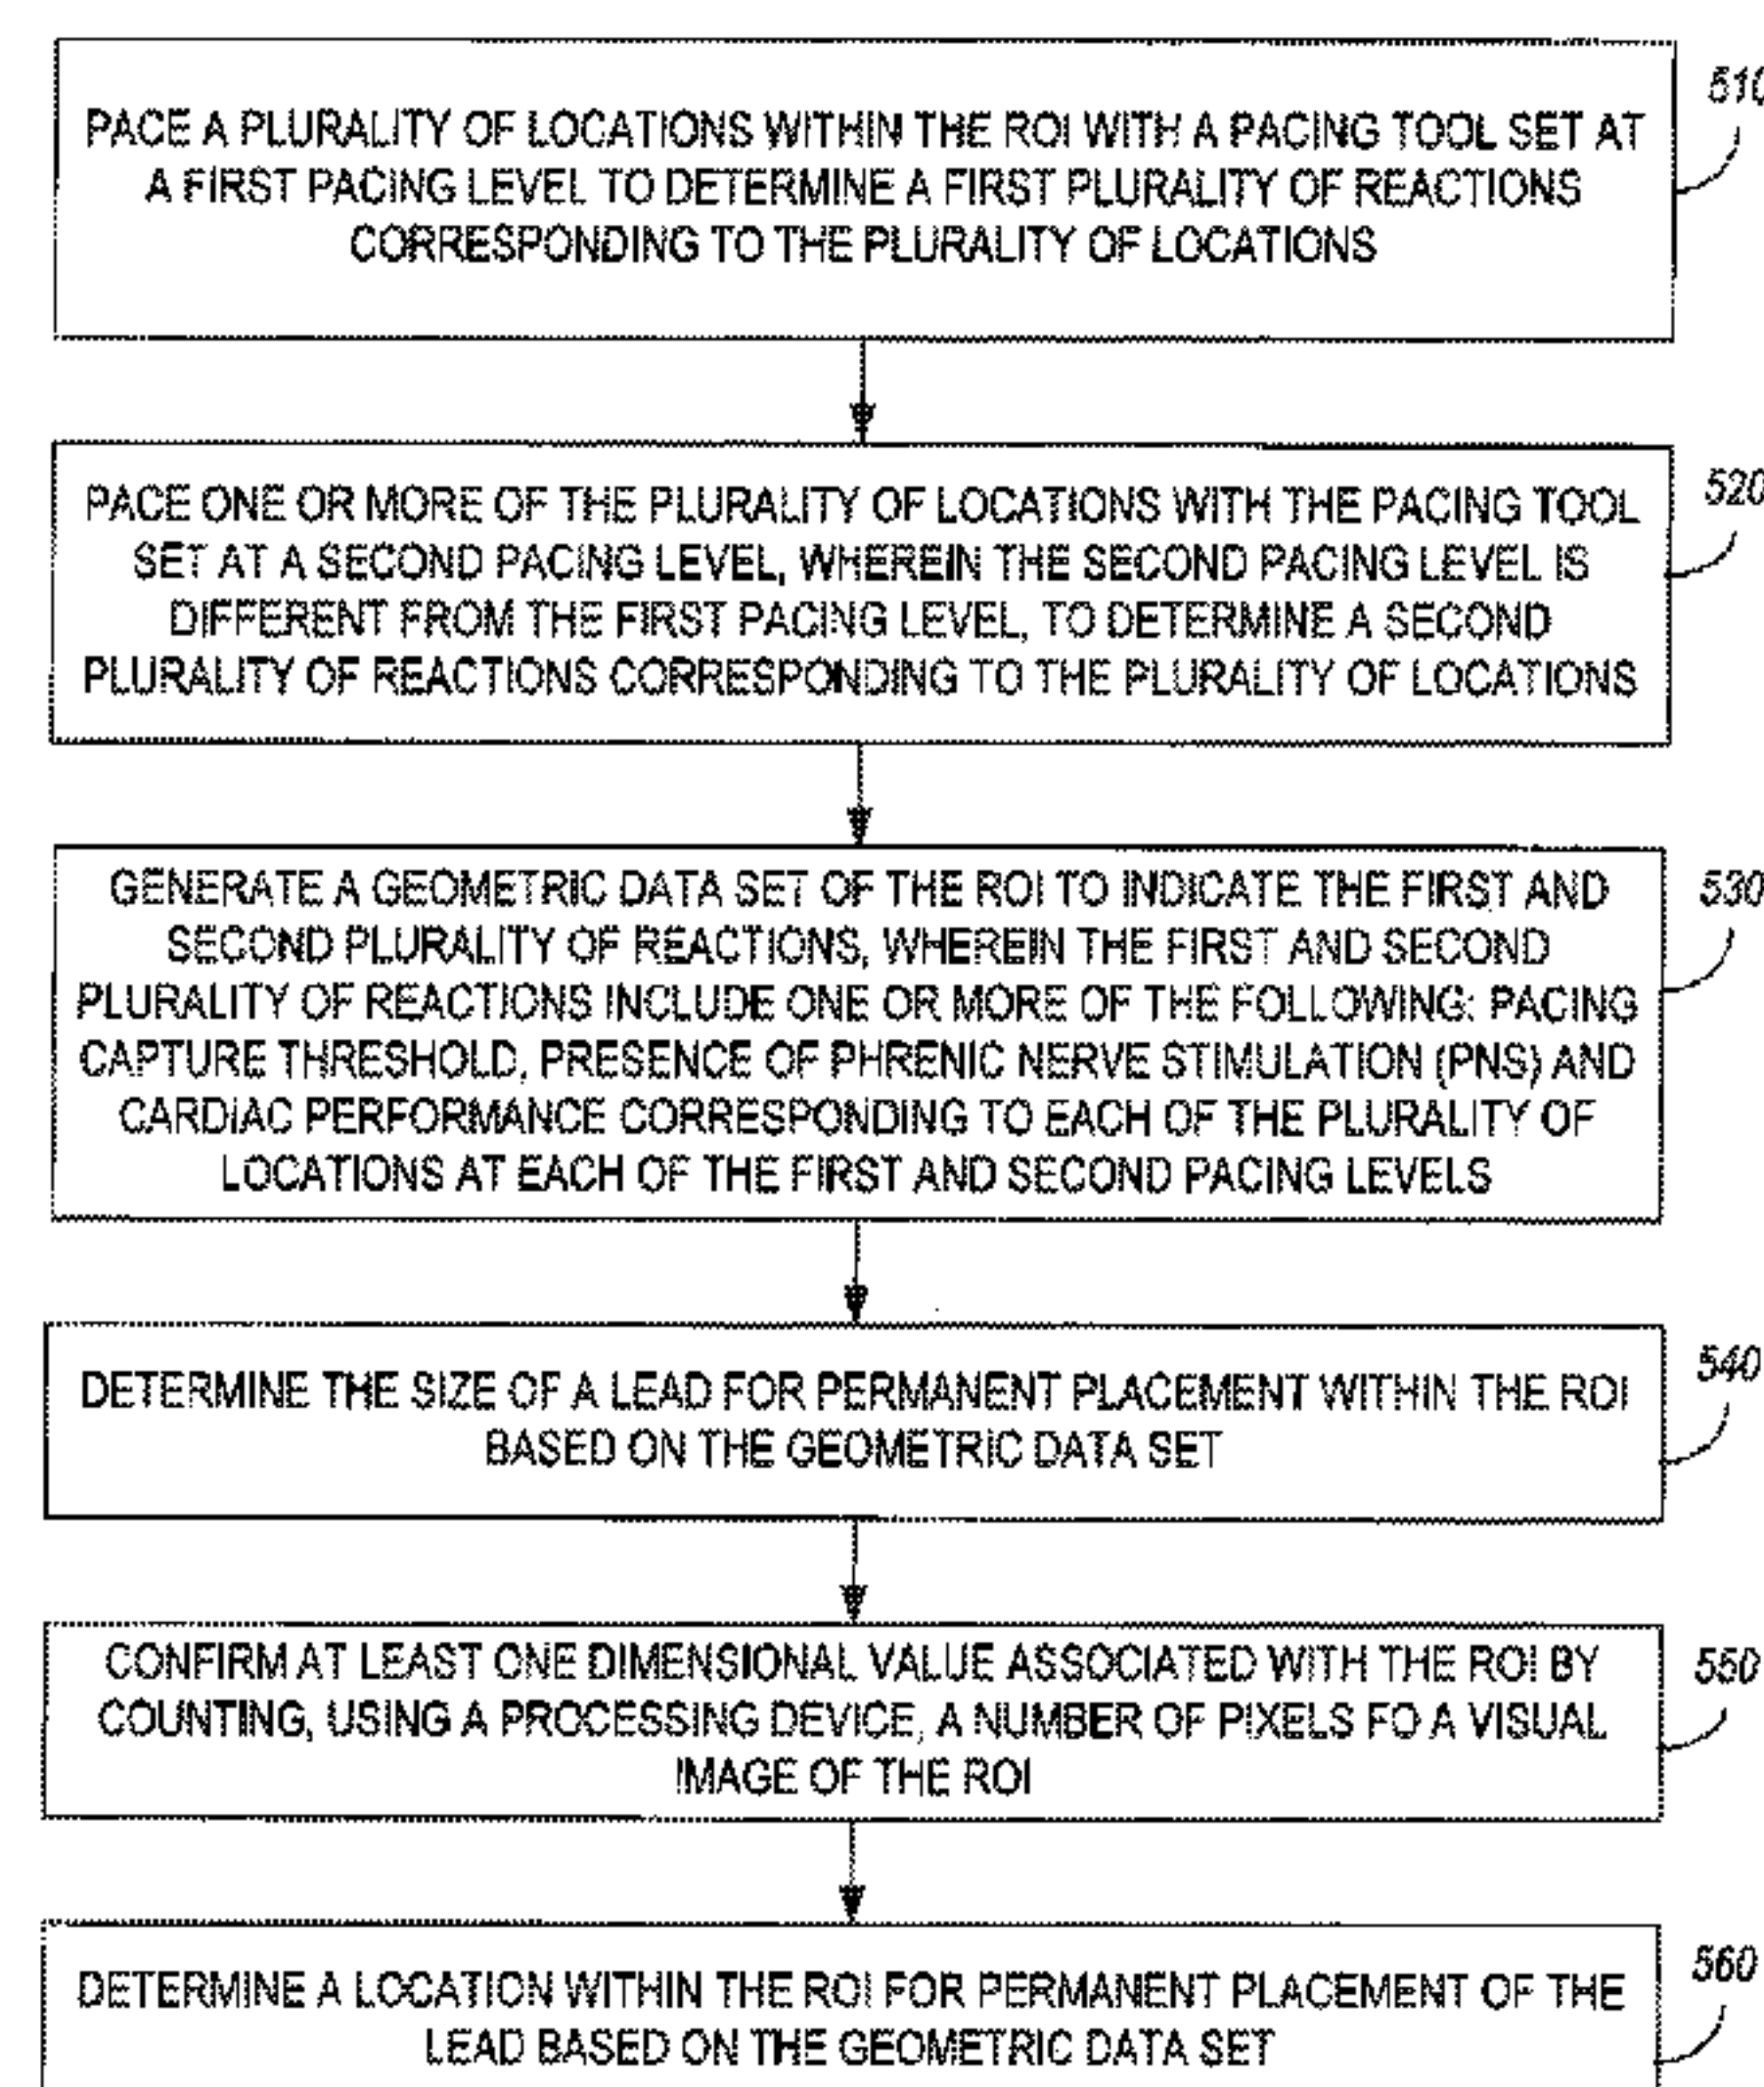 510
PACE A PLURALITY OF LOCATIONS WITHIN THE ROI WITH A PACING TOOL SET AT
A FIRST PACING LEVEL TO DETERMINE A FIRST PLURALITY OF REACTIONS
CORRESPONDING TO THE PLURALITY OF LOCATIONS
520
PACE ONE OR MORE OF THE PLURALITY OF LOCATIONS WITH THE PACING TOOL
SET AT A SECOND PACING LEVEL, WHEREIN THE SECOND PACING LEVEL IS
DIFFERENT FROM THE FIRST PACING LEVEL, TO DETERMINE A SECOND
PLURALITY OF REACTIONS CORRESPONDING TO THE PLURALITY OF LOCATIONS
530
GENERATE A GEOMETRIC DATA SET OF THE ROI TO INDICATE THE FIRST AND
SECOND PLURALITY OF REACTIONS, WHEREIN THE FIRST AND SECOND
PLURALITY OF REACTIONS INCLUDE ONE OR MORE OF THE FOLLOWING: PACING
CAPTURE THRESHOLD, PRESENCE OF PHRENIC NERVE STIMULATION (PNS) AND
CARDIAC PERFORMANCE CORRESPONDING TO EACH OF THE PLURALITY OF
LOCATIONS AT EACH OF THE FIRST AND SECOND PACING LEVELS
540
DETERMINE THE SIZE OF A LEAD FOR PERMANENT PLACEMENT WITHIN THE ROI
BASED ON THE GEOMETRIC DATA SET
550
CONFIRM AT LEAST ONE DIMENSIONAL VALUE ASSOCIATED WITH THE ROI BY
COUNTING, USING A PROCESSING DEVICE, A NUMBER OF PIXELS FO A VISUAL
IMAGE OF THE ROI
560
DETERMINE A LOCATION WITHIN THE ROI FOR PERMANENT PLACEMENT OF THE
LEAD BASED ON THE GEOMETRIC DATA SET